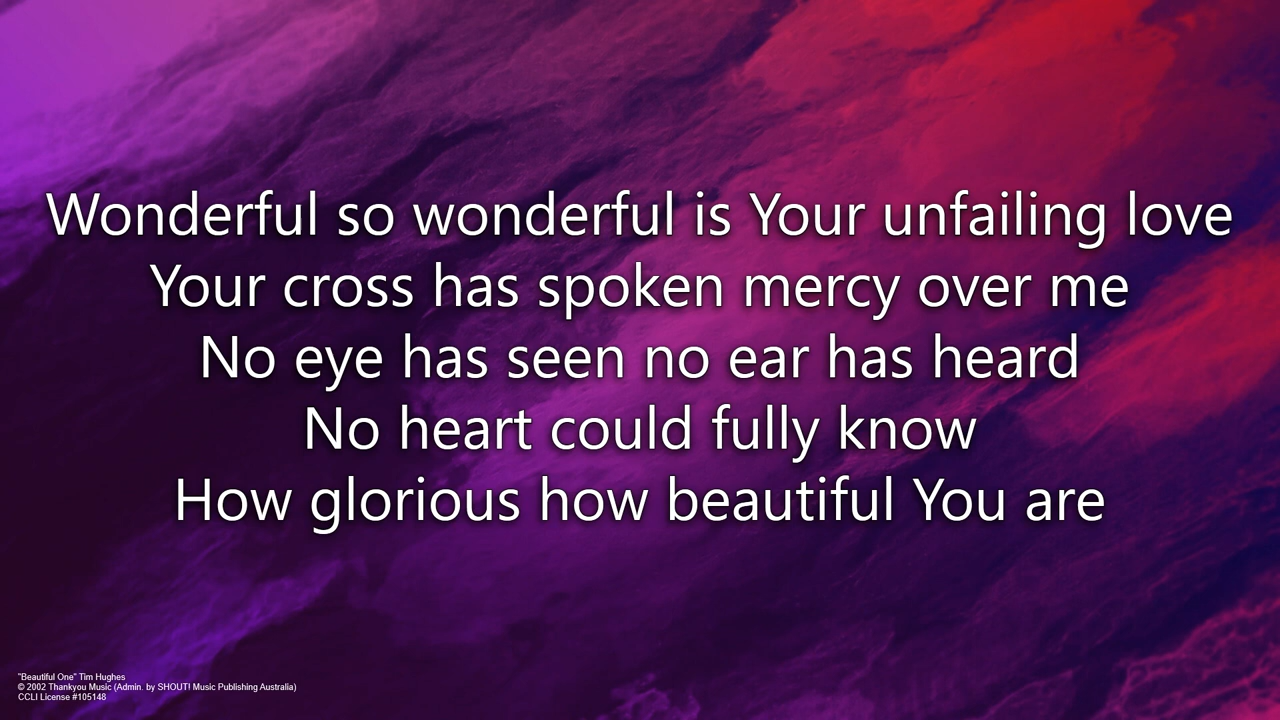 Wonderful so wonderful is Your unfailing love
Your cross has spoken mercy over me
No eye has seen no ear has heard
No heart could fully know
How glorious how beautiful You are
"Beautiful One" Tim Hughes
© 2002 Thankyou Music (Admin. by SHOUT! Music Publishing Australia)
CCLI License #105148